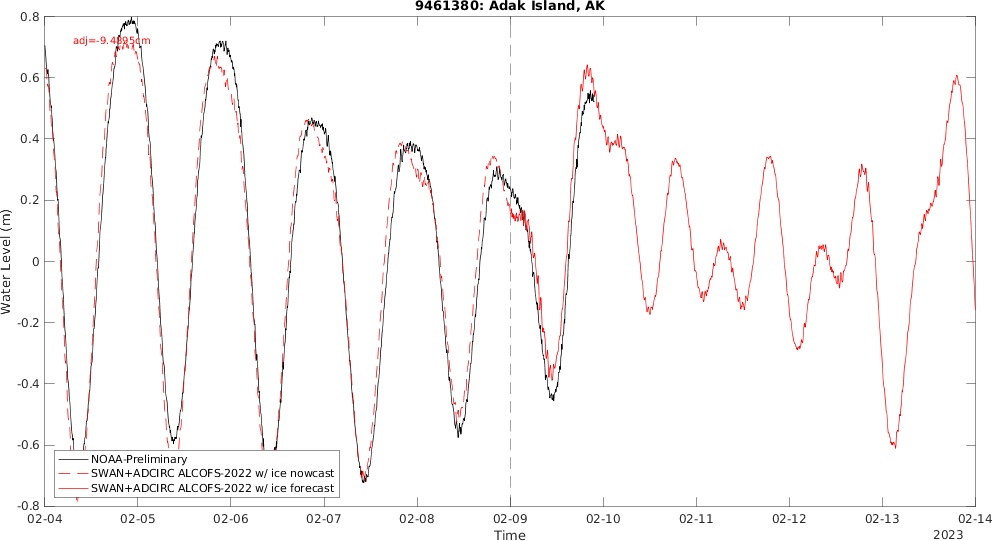 9461380: Adak Island, AK
adj=-9.4895cm
Water Level (m)
0.8
0.6
0.4
0.2
0
-0.2
-0.4
-0.6
-0.8
NOAA-Preliminary
SWAN+ADCIRC ALCOFS-2022 w/ ice nowcast
SWAN+ADCIRC ALCOFS-2022 w/ ice forecast
02-04 02-05 02-06 02-07 02-08 02-09 02-10 02-11 02-12 02-13 02-14
Time
2023